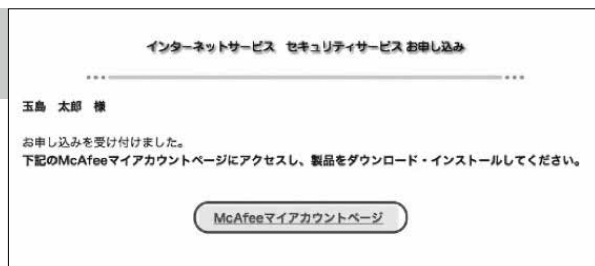 インターネットサービス　セキュリティサービス お申し込み
玉島　太郎　様
お申し込みを受け付けました。
下記のMcAfeeマイアカウントページにアクセスし、製品をダウンロード・インストールしてください。
McAfeeマイアカウントページ